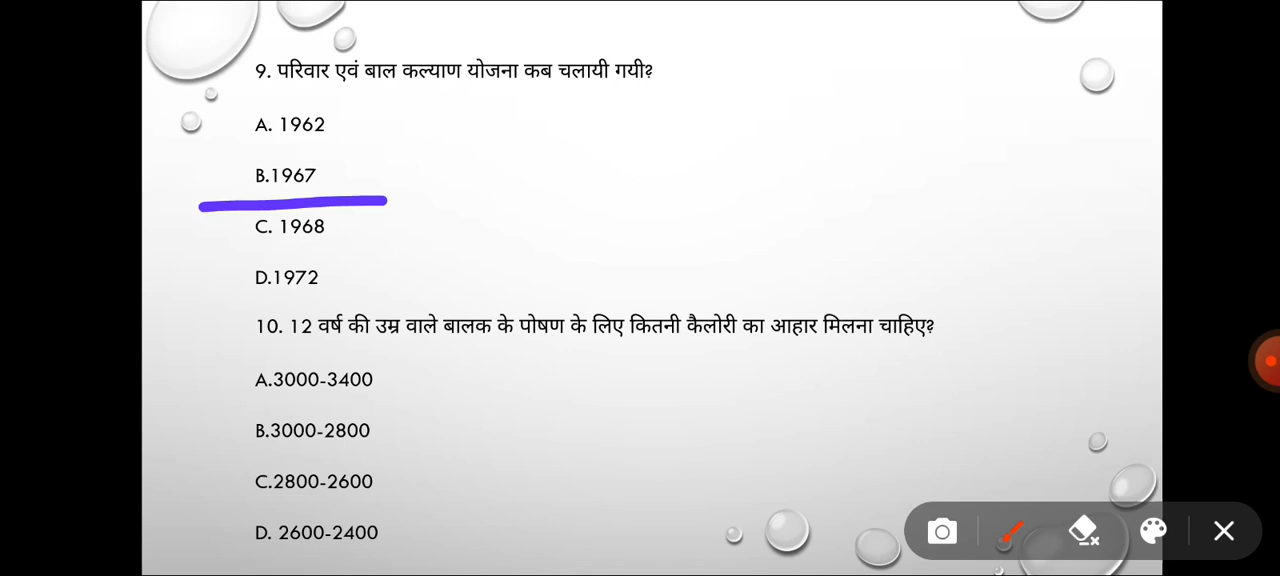 9. परिवार एवं बाल कल्याण योजना कब चलायी गयी?
A. 1962
B.1967
C. 1968
D.1972
10. 12 वर्ष की उम्र वाले बालक के पोषण के लिए कितनी कैलोरी का आहार मिलना चाहिए?
A.3000-3400
B.3000-2800
C.2800-2600
D. 2600-2400